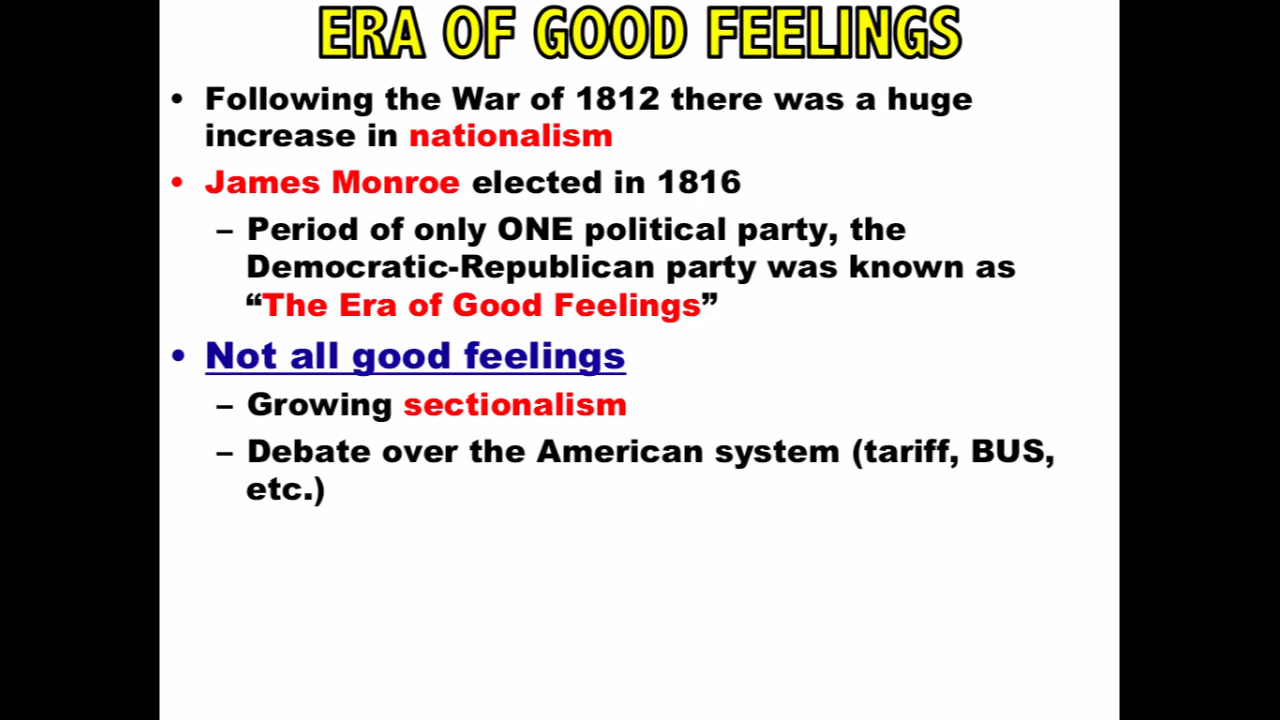 ERA OF GOOD FEELINGS
• Following the War of 1812 there was a huge
increase in nationalism
• James Monroe elected in 1816
– Period of only ONE political party, the
Democratic-Republican party was known as
“The Era of Good Feelings”
• Not all good feelings
– Growing sectionalism
– Debate over the American system (tariff, BUS,
etc.)